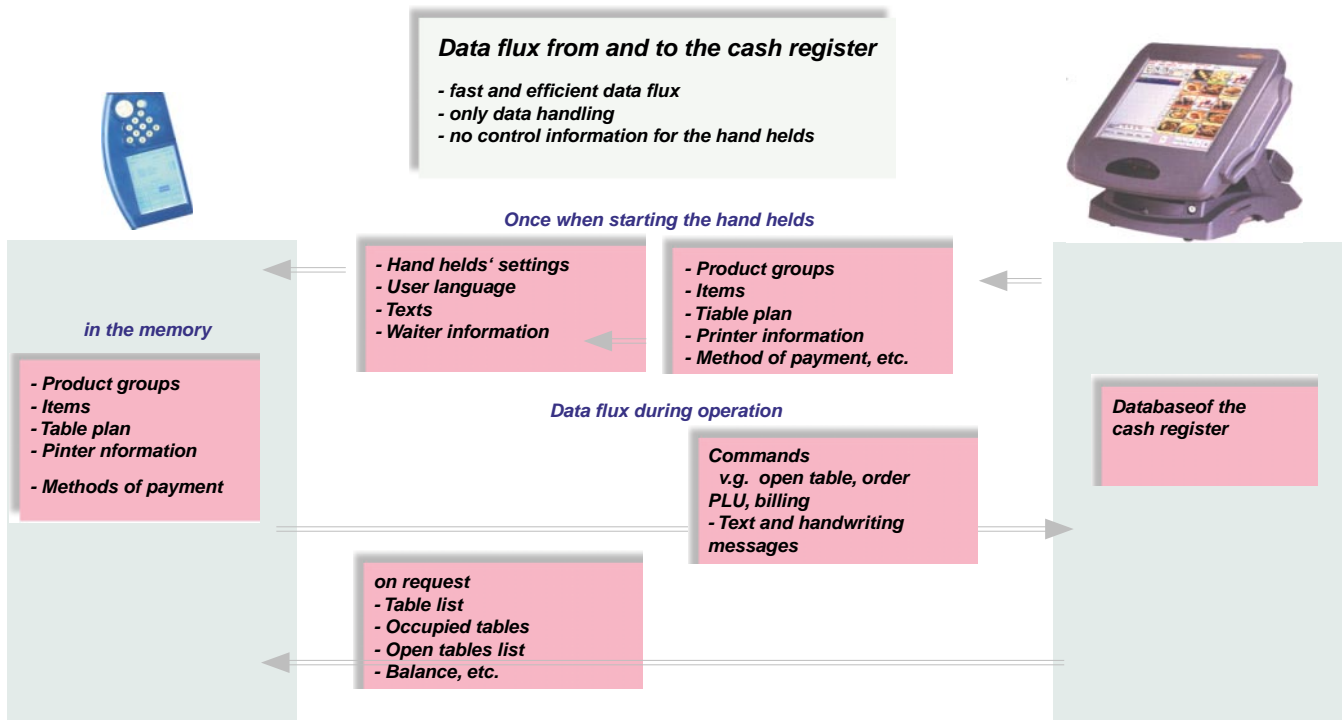 Data flux from and to the cash register
- fast and efficient data flux
- only data handling
- no control information for the hand helds
Once when starting the hand helds
- Hand helds‘ settings
- User language
- Texts
- Waiter information
- Product groups
- Items
- Tiable plan
- Printer information
- Method of payment, etc.
in the memory
- Product groups
- Items
- Table plan
- Pinter nformation
- Methods of payment
Data flux during operation
Commands
v.g. open table, order
PLU, billing
- Text and handwriting
messages
Databaseof the
cash register
on request
- Table list
- Occupied tables
- Open tables list
- Balance, etc.